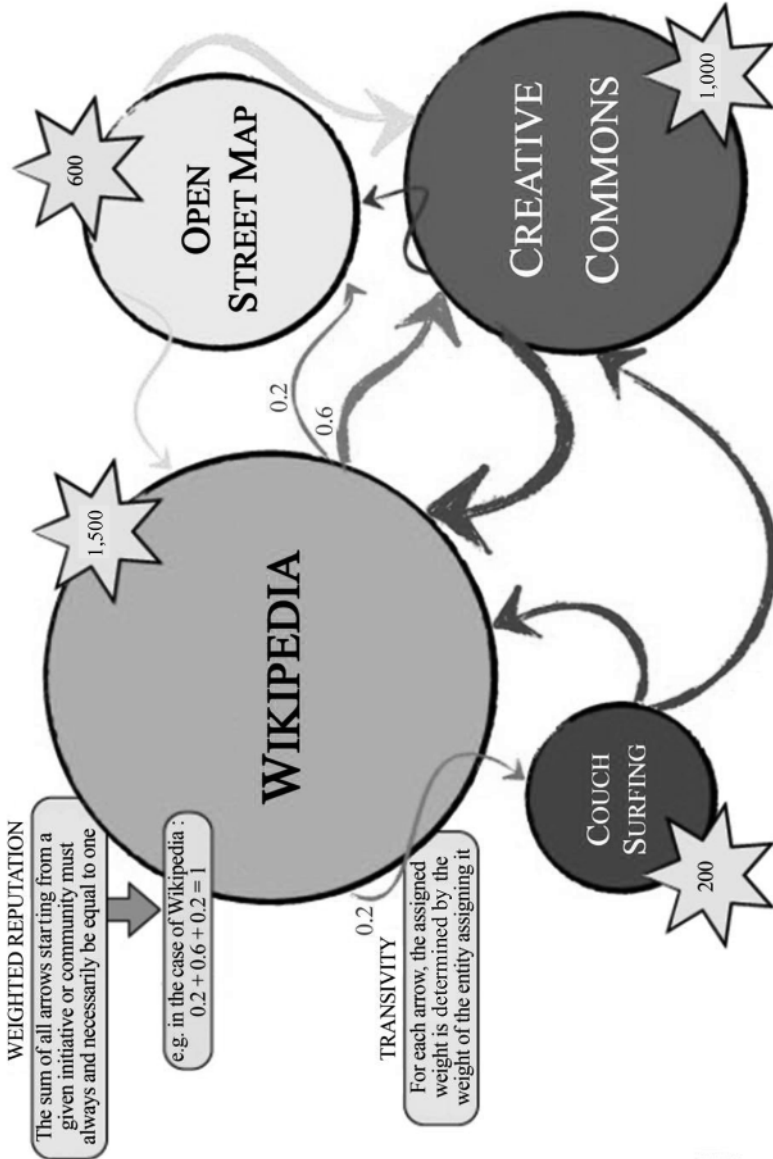 WEIGHTED REPUTATION
The sum of all arrows starting from a
given initiative or community must
always and necessarily be equal to one
e.g. in the case of Wikipedia :
0.2 + 0.6 + 0.2 = 1
1,500
WIKIPEDIA
600
OPEN
STREET MAP
0.2
0.6
0.2
TRANSIVITY
For each arrow, the assigned
weight is determined by the
weight of the entity assigning it
COUCH
SURFING
200
CREATIVE
COMMONS
1,000